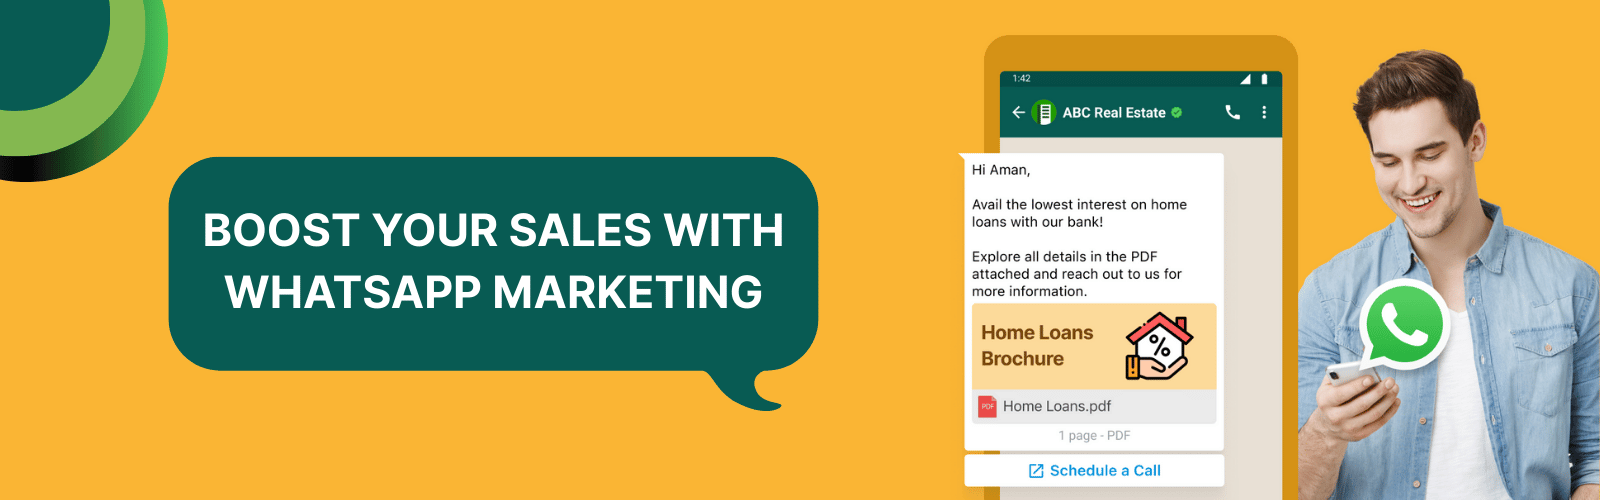 BOOST YOUR SALES WITH
WHATSAPP MARKETING
1:42
ABC Real Estate
Hi Aman,
Avail the lowest interest on home
loans with our bank!
Explore all details in the PDF
attached and reach out to us for
more information.
Home Loans
Brochure
%
PDF
Home Loans.pdf
1 page - PDF
Schedule a Call